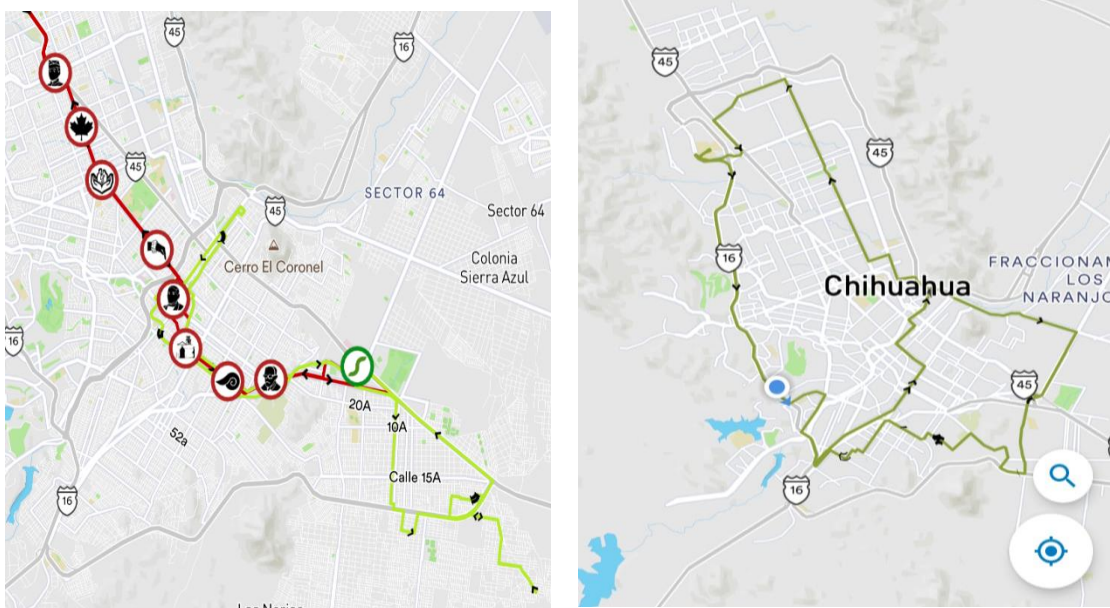 45
16
45
SECTOR 64
45
Sector 64
Cerro El Coronel
Colonia
Sierra Azul
16
20A
10A
52a
Calle 15A
16
45
45
16
FRACCIONAM
LOS
NARANJO
Chihuahua
45
16